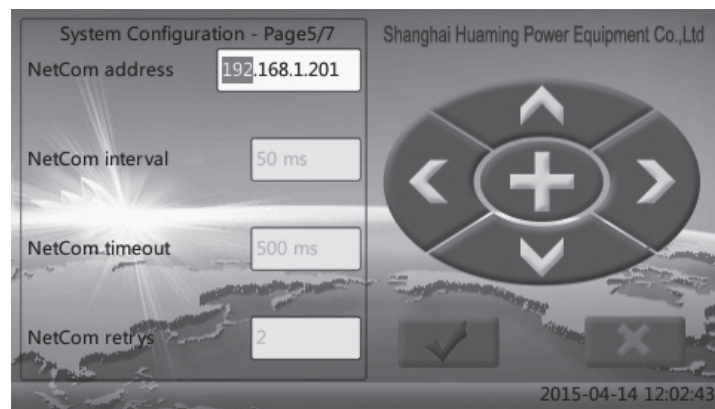 System Configuration - Page5/7
Shanghai Huaming Power Equipment Co.,Ltd
NetCom address 192.168.1.201
NetCom interval 50 ms
NetCom timeout 500 ms
NetCom retrys 2
2015-04-14 12:02:43